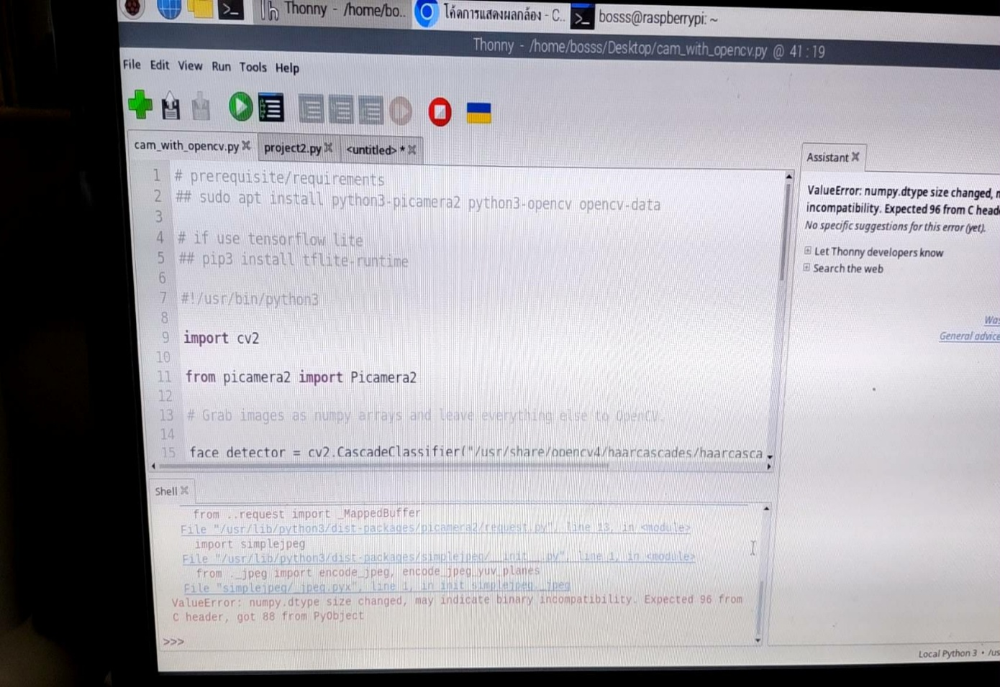 Thonny - /home/bo..
โค้ดการแสดงผลกล้อง - C..
bosss@raspberrypi: ~
Thonny - /home/bosss/Desktop/cam_with_opencv.py @ 41 : 19
File Edit View Run Tools Help
cam_with_opencv.py
project2.py
<untitled> *
1 # prerequisite/requirements
2 ## sudo apt install python3-picamera2 python3-opencv opencv-data
3
4 # if use tensorflow lite
5 ## pip3 install tflite-runtime
6
7 #!/usr/bin/python3
8
9 import cv2
10
11 from picamera2 import Picamera2
12
13 # Grab images as numpy arrays and leave everything else to OpenCV.
14
15 face_detector = cv2.CascadeClassifier("/usr/share/opencv4/haarcascades/haarcasca
Assistant
ValueError: numpy.dtype size changed, m
incompatibility. Expected 96 from C heade
No specific suggestions for this error (yet).
Let Thonny developers know
Search the web
Was
General advice
Shell
from ..request import _MappedBuffer
File "/usr/lib/python3/dist-packages/picamera2/request.py", line 13, in <module>
import simplejpeg
File "/usr/lib/python3/dist-packages/simplejpeg/__init__.py", line 1, in <module>
from ._jpeg import encode_jpeg, encode_jpeg_yuv_planes
File "simplejpeg/_jpeg.pyx", line 1, in init simplejpeg._jpeg
ValueError: numpy.dtype size changed, may indicate binary incompatibility. Expected 96 from
C header, got 88 from PyObject
>>>
Local Python 3 • /us